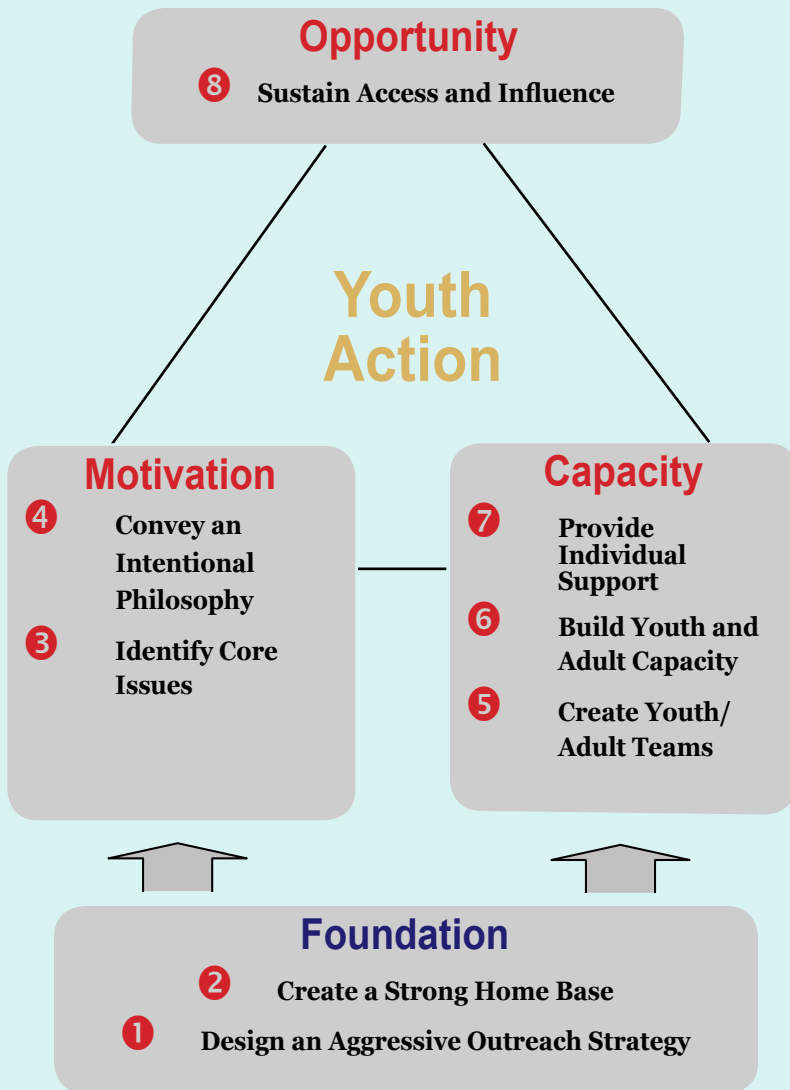 Opportunity
8 Sustain Access and Influence
Youth
Action
Motivation
4 Convey an
Intentional
Philosophy
3 Identify Core
Issues
Capacity
7 Provide
Individual
Support
6 Build Youth and
Adult Capacity
5 Create Youth/
Adult Teams
Foundation
2 Create a Strong Home Base
1 Design an Aggressive Outreach Strategy